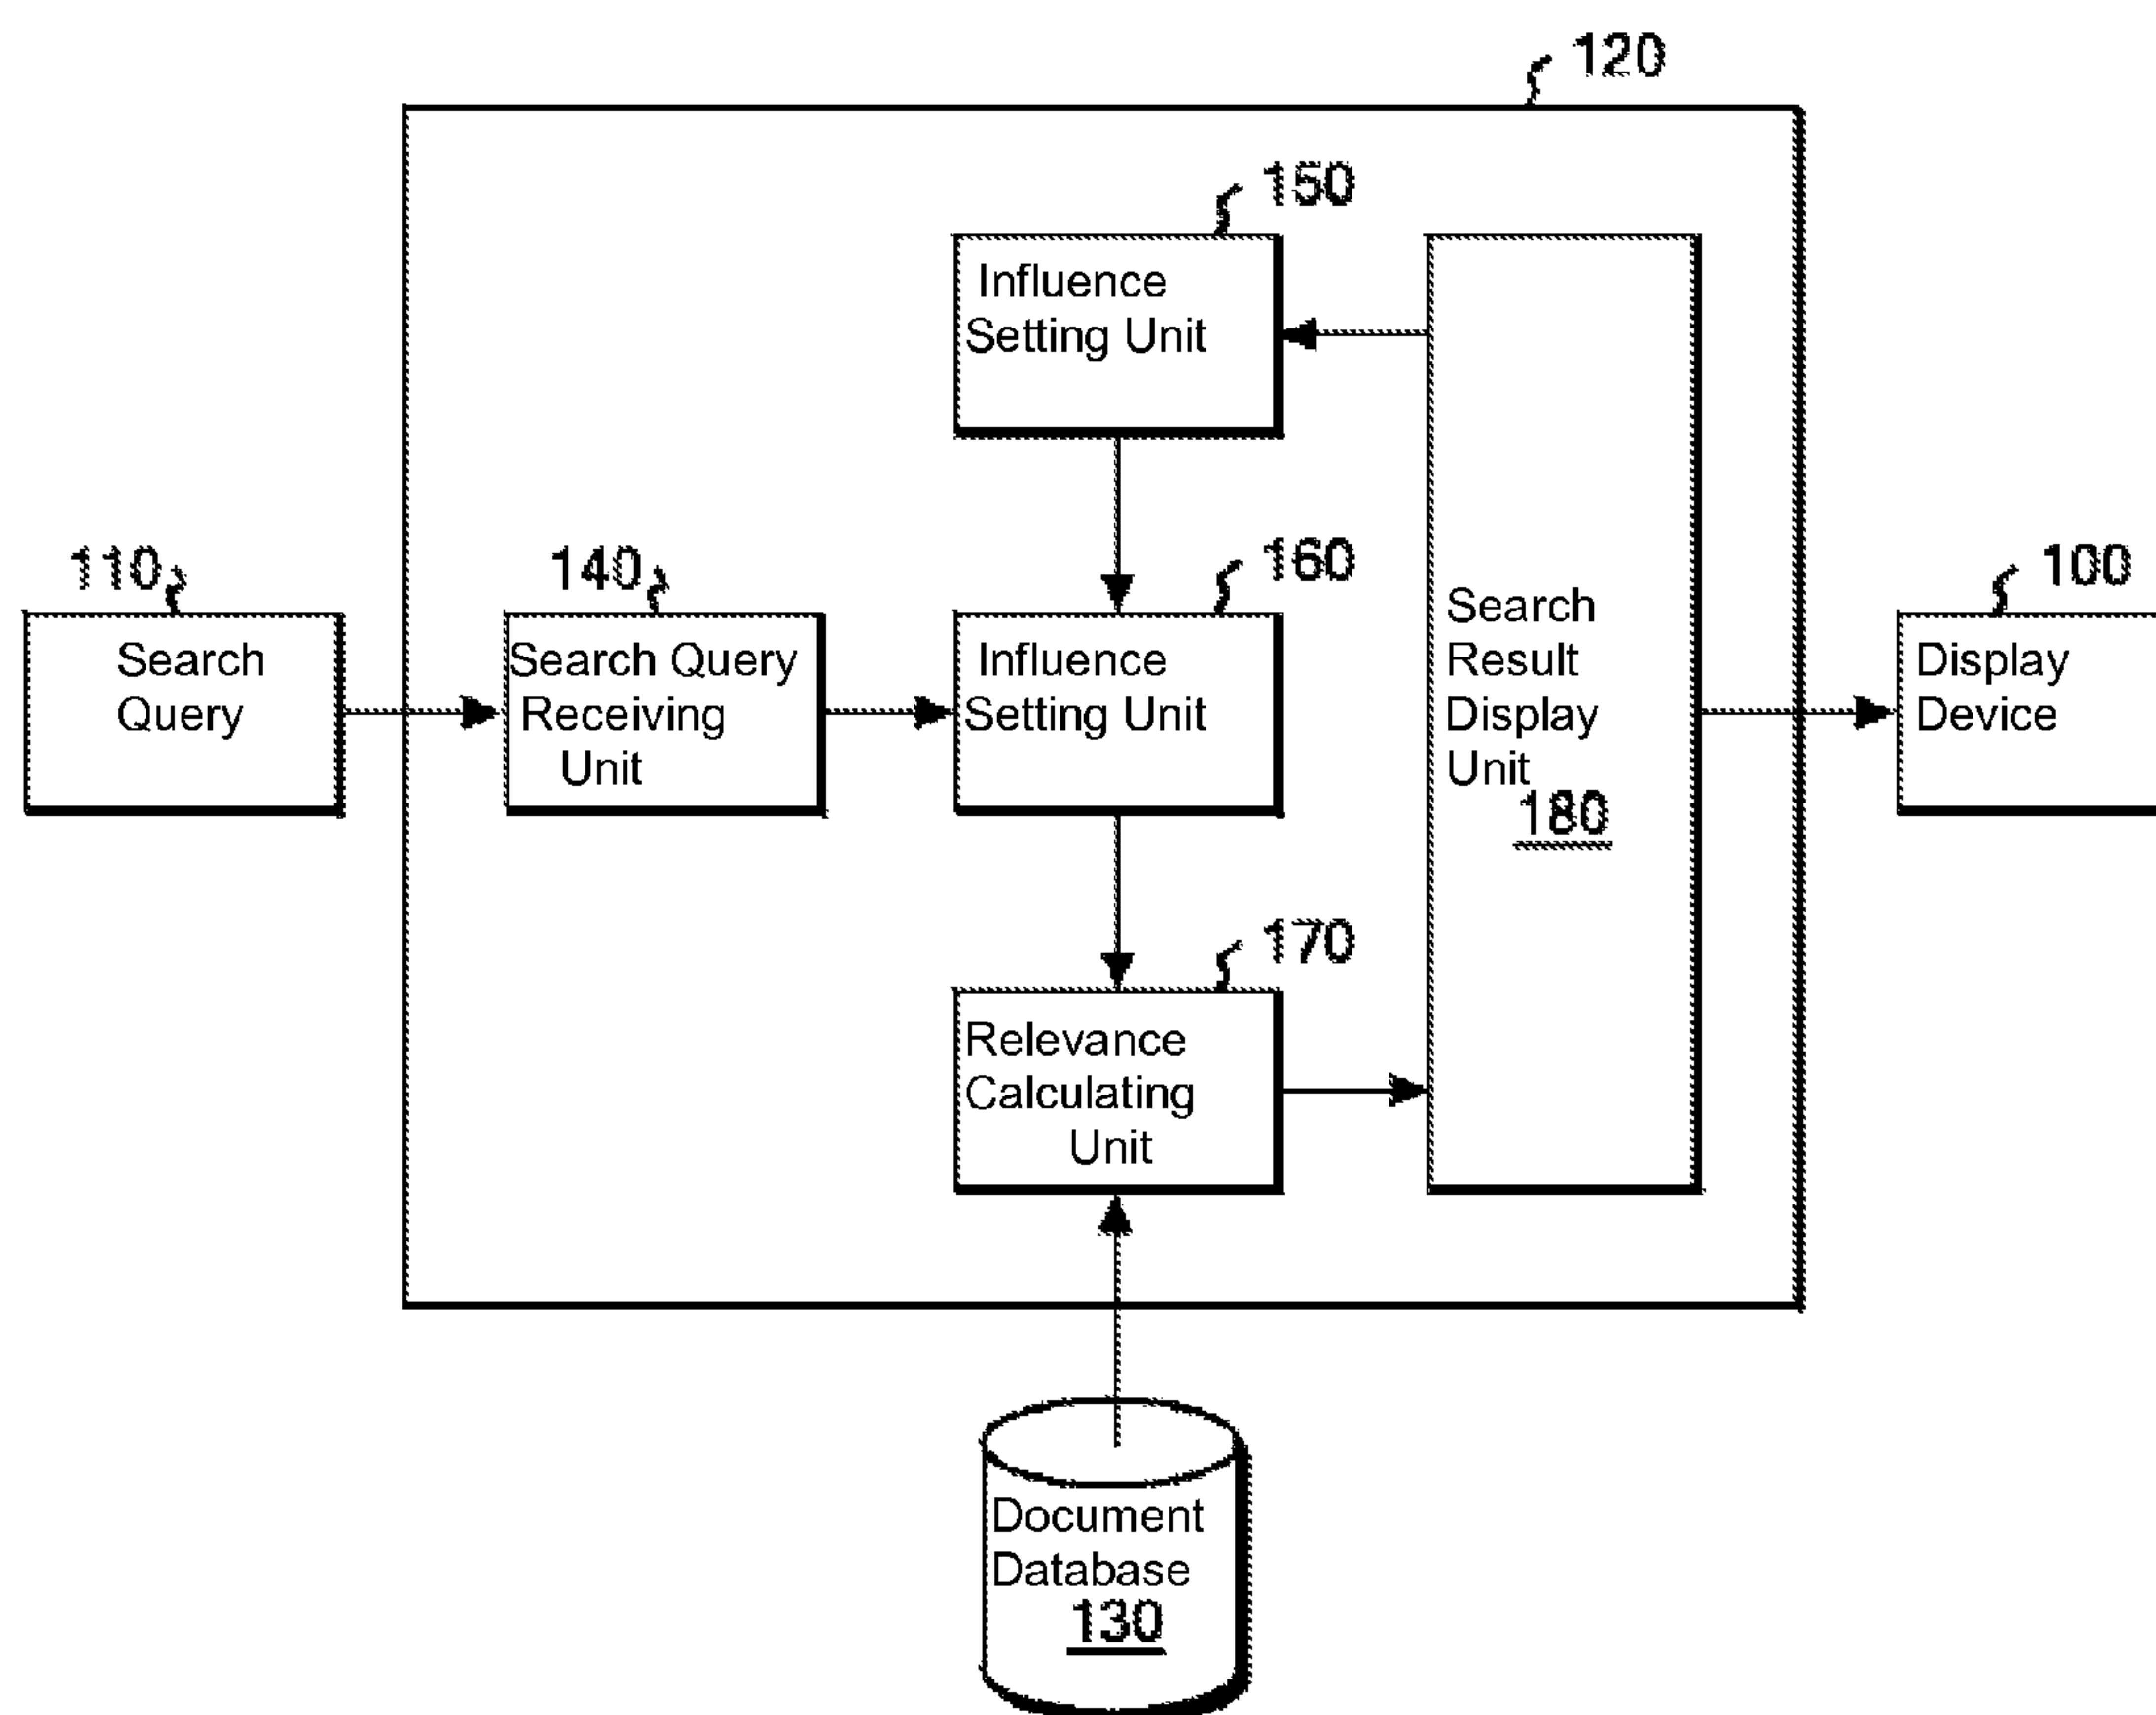 120
150
Influence
Setting Unit
110
Search
Query
140
Search Query
Receiving
Unit
160
Influence
Setting Unit
Search
Result
Display
Unit
180
100
Display
Device
170
Relevance
Calculating
Unit
Document
Database
130